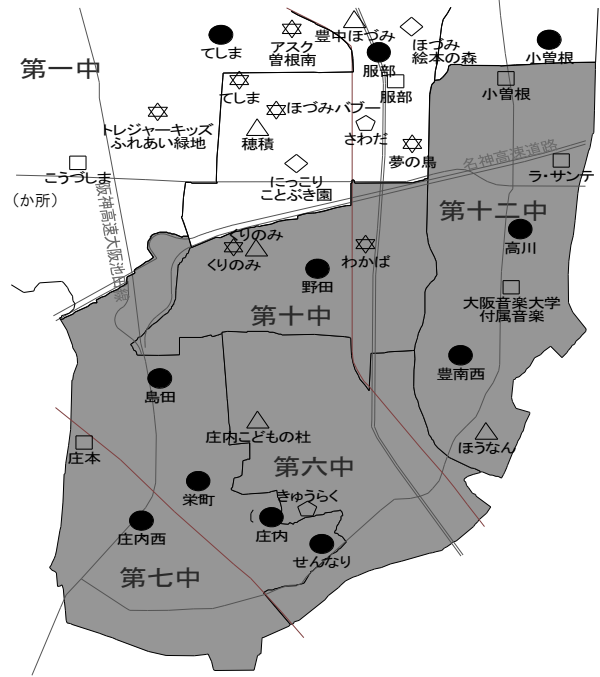 てしま
アスク
曽根南
豊中ほづみ
ほづみ
絵本の森
服部
小曽根
第一中
てしま
服部
小曽根
ほづみバブー
トレジャーキッズ
ふれあい緑地
穂積
さわだ
夢の鳥
名神高速道路
こうづしま
にっこり
ことぶき園
ラ・サンテ
(か所)
阪神高速大阪池田線
第十二中
くりのみ
くりのみ
わかば
高川
野田
大阪音楽大学
付属音楽
第十中
豊南西
島田
庄内こどもの杜
ほうなん
庄本
第六中
栄町
きゅうらく
庄内西
庄内
せんなり
第七中